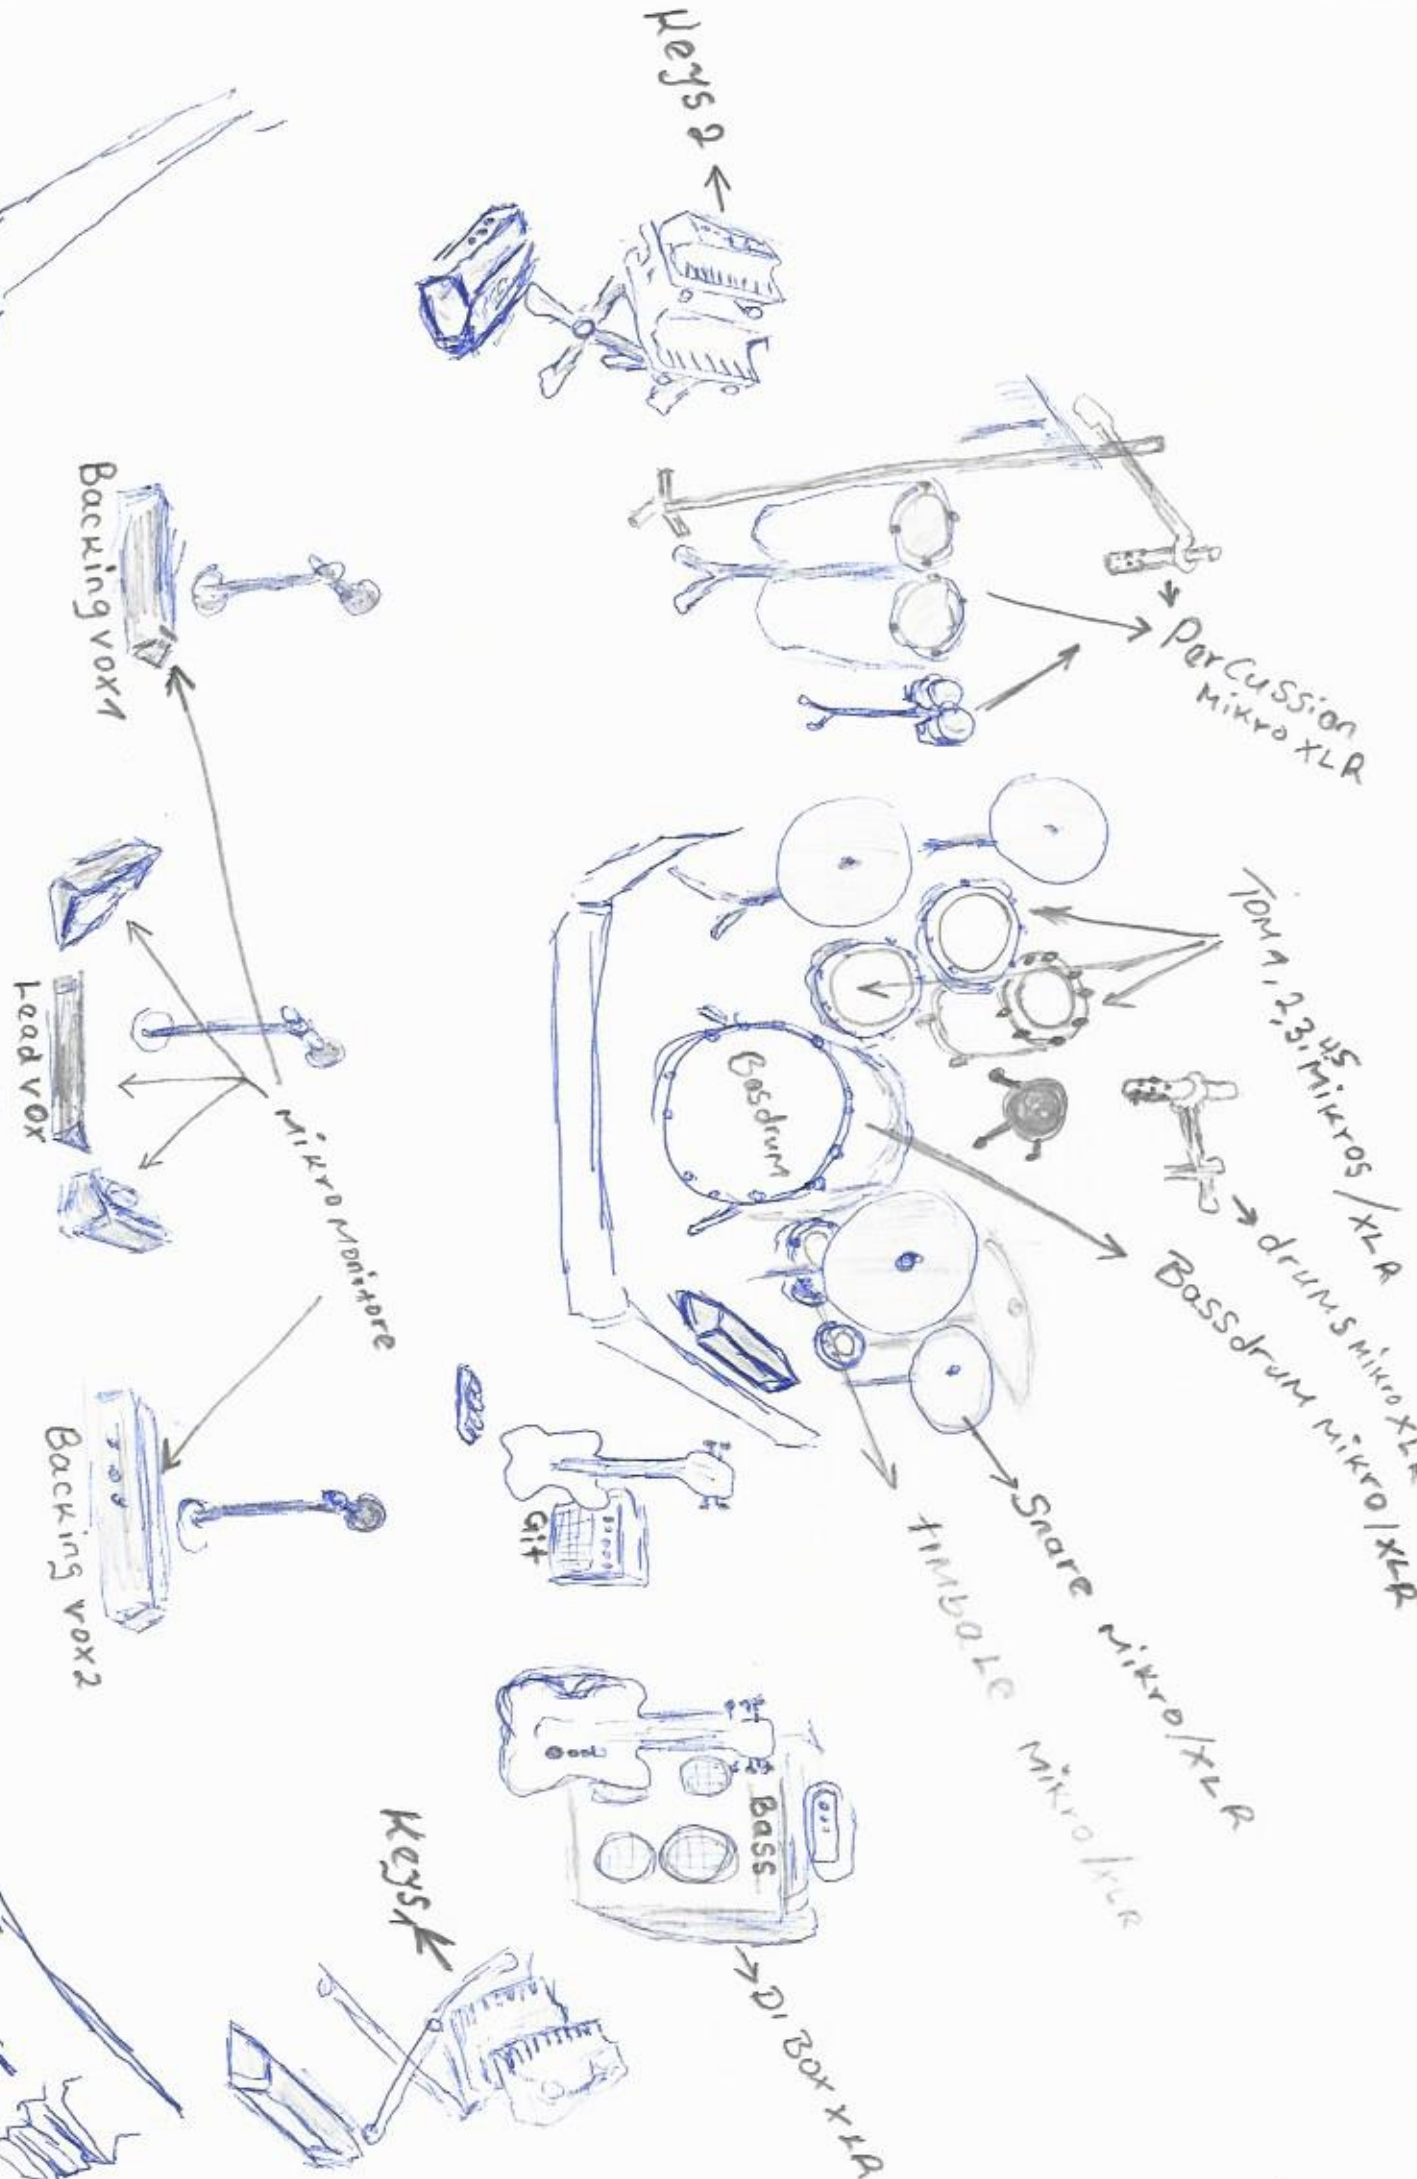 Keys 2
Percussion
Mikro XLR
TOM 1, 2, 3, 4,5 Mikros / XLR
drums mikro XLR
Bassdrum Mikro / XLR
Basdrum
Snare Mikro / XLR
timbale Mikro / XLR
Git
Bass
DI BOX XLR
Keys 1
Mikro Monitore
Backing vox 1
Lead vox
Backing vox 2